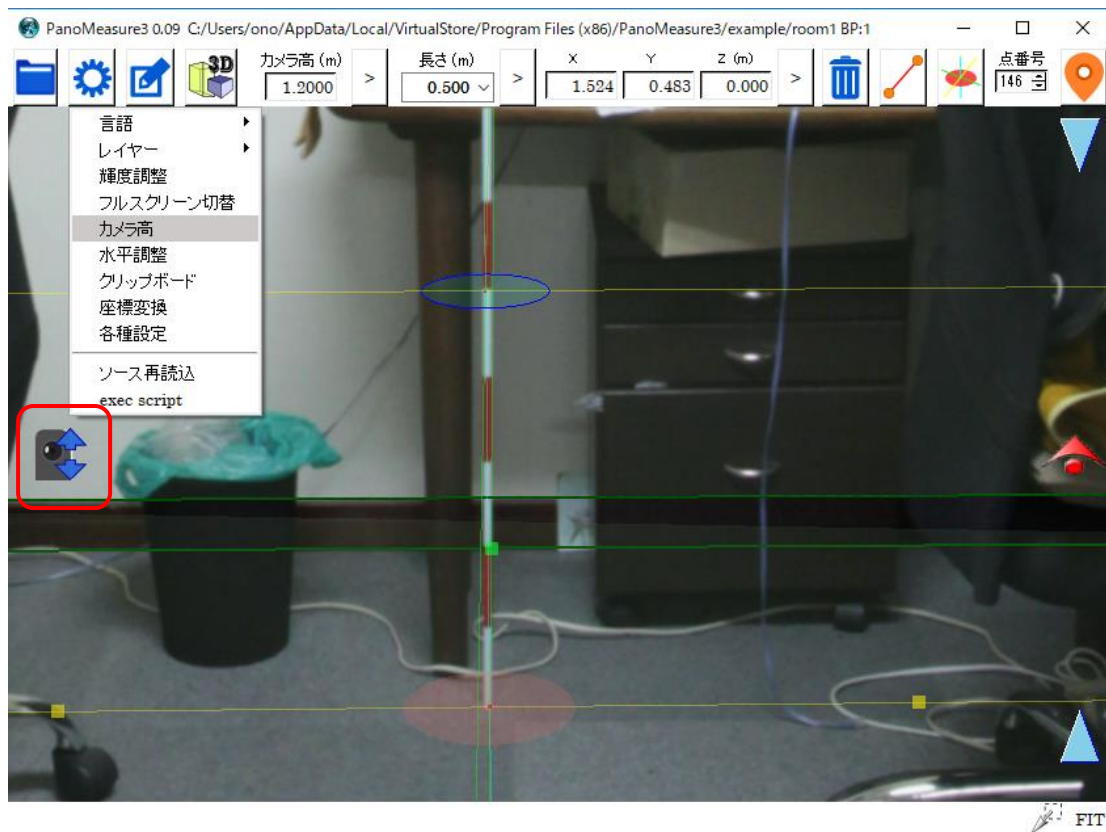 PanoMeasure3 0.09 C:/Users/ono/AppData/Local/VirtualStore/Program Files (x86)/PanoMeasure3/example/room1 BP:1
カメラ高 (m) 長さ (m) X Y Z (m) 点番号
3D 1.2000 > 0.500 > 1.524 0.483 0.000 > 146
言語
レイヤー
輝度調整
フルスクリーン切替
カメラ高
水平調整
クリップボード
座標変換
各種設定
ソース再読込
exec script
FIT